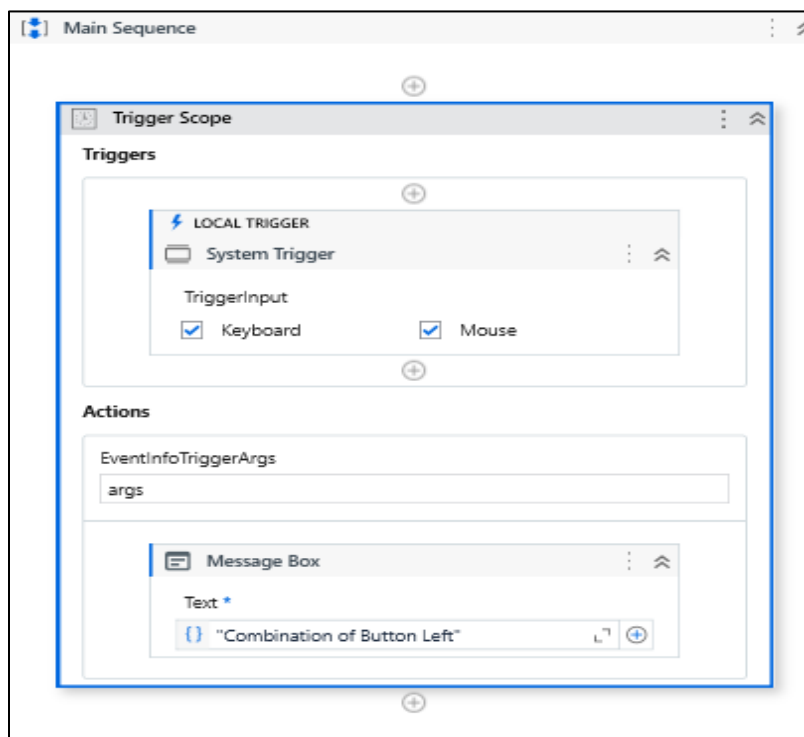 Main Sequence
Trigger Scope
Triggers
LOCAL TRIGGER
System Trigger
TriggerInput
Keyboard Mouse
Actions
EventInfoTriggerArgs
args
Message Box
Text *
{} "Combination of Button Left"